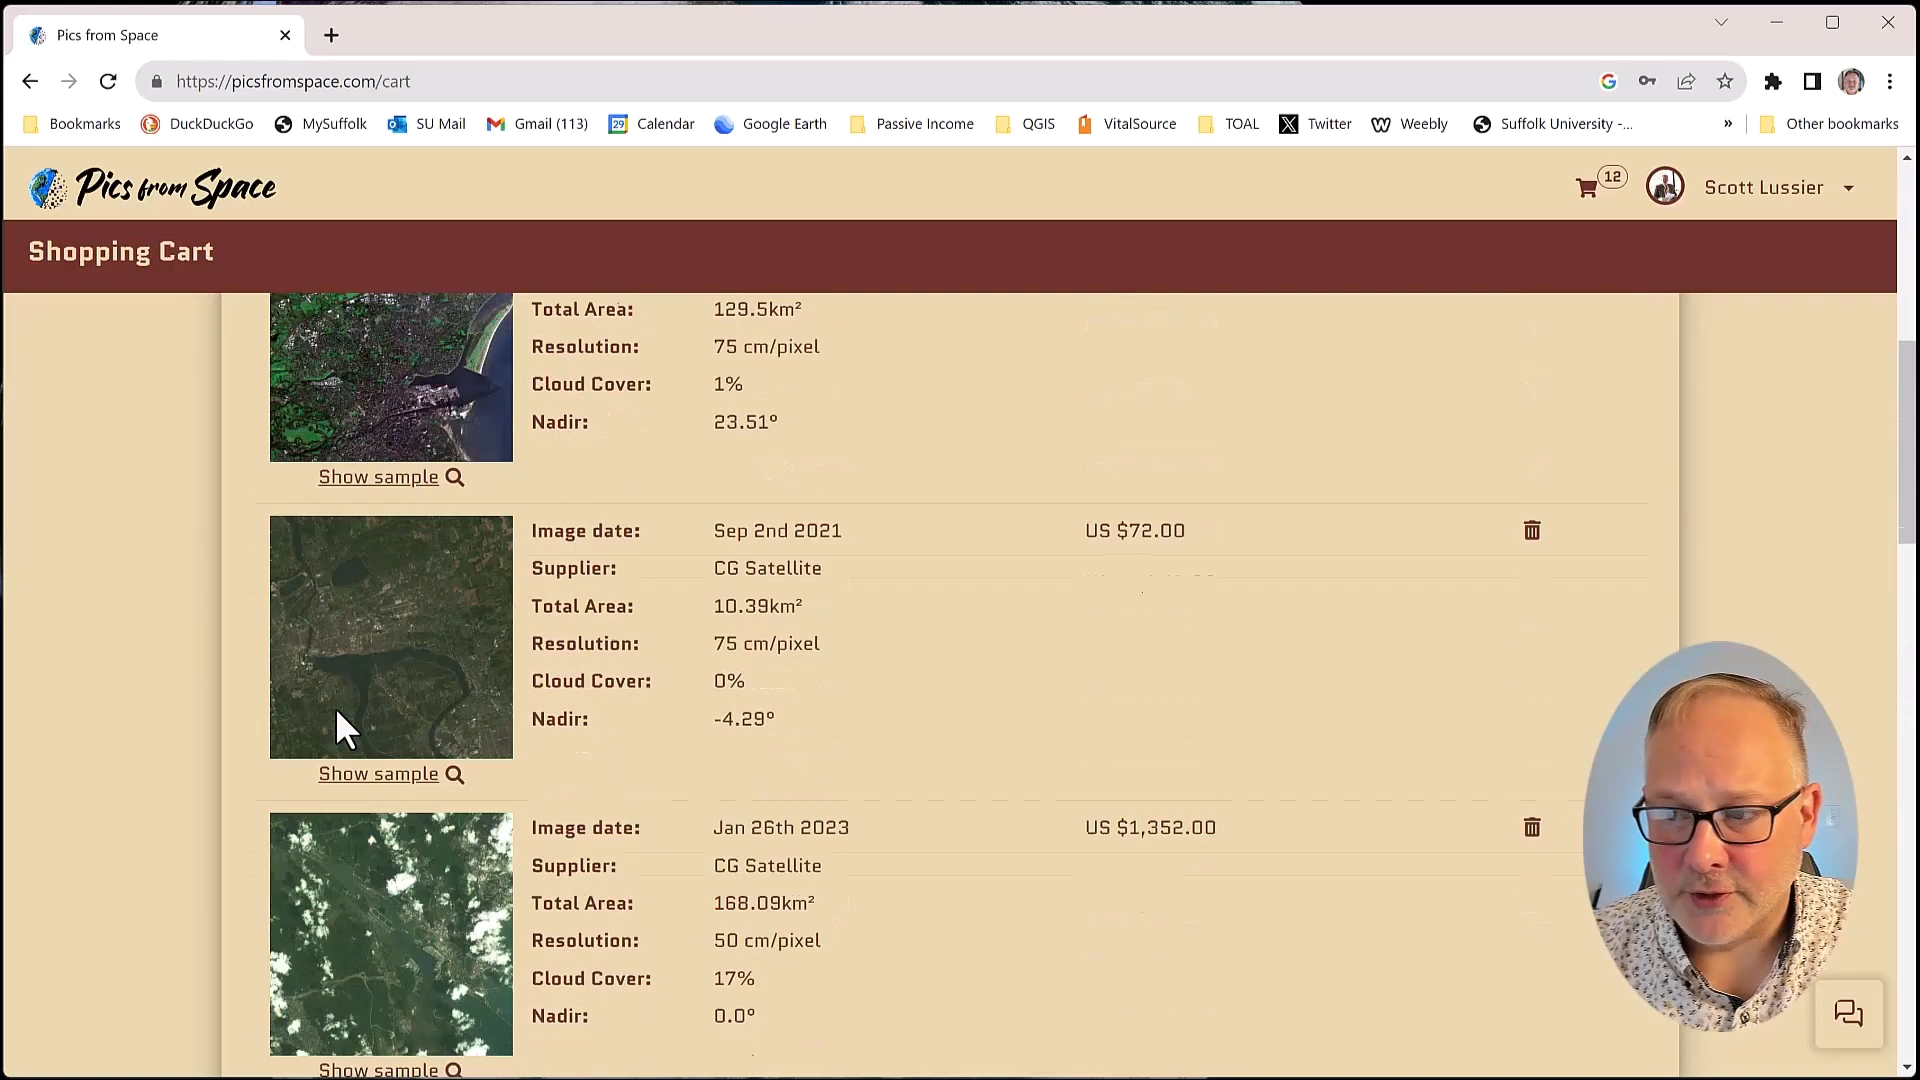 Pics from Space
https://picsfromspace.com/cart
Bookmarks DuckDuckGo MySuffolk SU Mail Gmail (113) Calendar Google Earth Passive Income QGIS VitalSource TOAL Twitter Weebly Suffolk University -... » Other bookmarks
Pics from Space 12 Scott Lussier
Shopping Cart
Total Area: 129.5km²
Resolution: 75 cm/pixel
Cloud Cover: 1%
Nadir: 23.51°
Show sample
Image date: Sep 2nd 2021 US $72.00
Supplier: CG Satellite
Total Area: 10.39km²
Resolution: 75 cm/pixel
Cloud Cover: 0%
Nadir: -4.29°
Show sample
Image date: Jan 26th 2023 US $1,352.00
Supplier: CG Satellite
Total Area: 168.09km²
Resolution: 50 cm/pixel
Cloud Cover: 17%
Nadir: 0.0°
Show sample